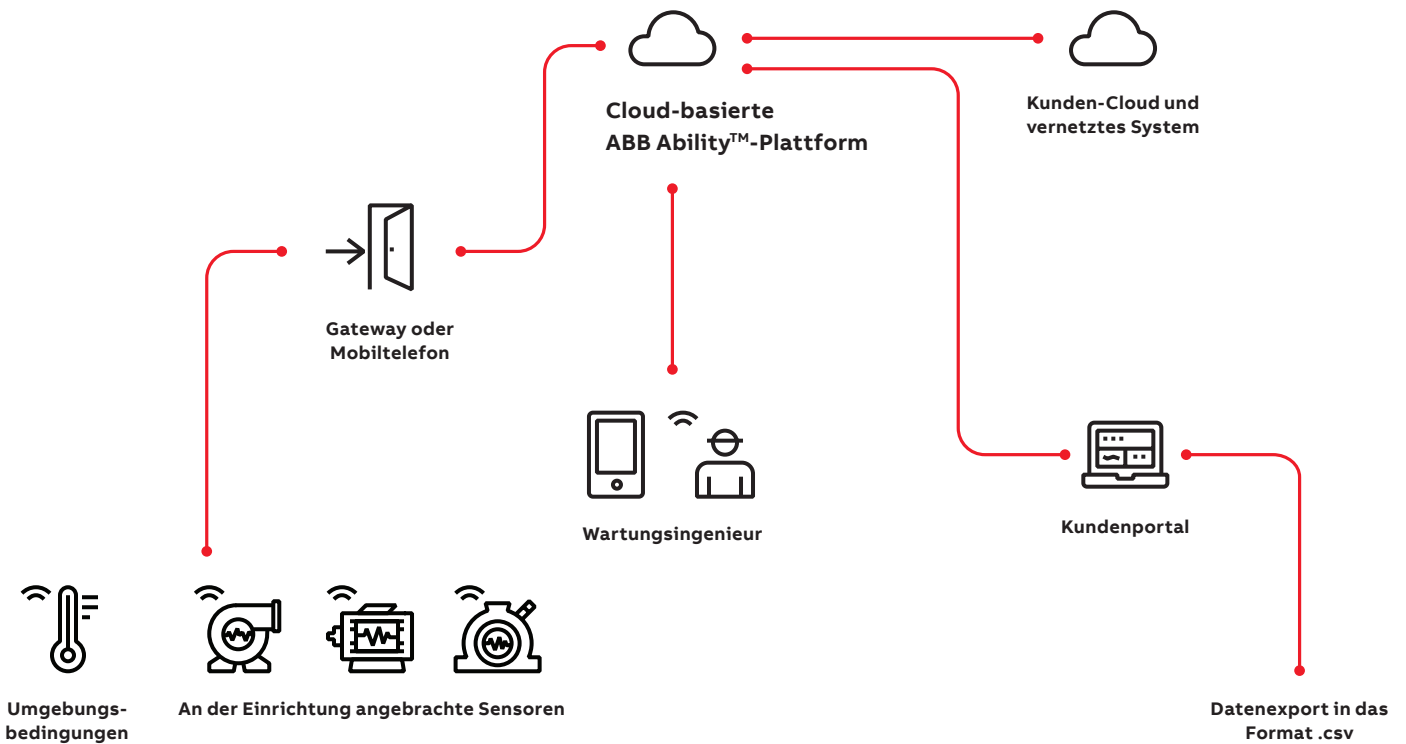 Cloud-basierte
ABB Ability™-Plattform
Kunden-Cloud und
vernetztes System
Gateway oder
Mobiltelefon
Wartungsingenieur
Kundenportal
Umgebungs-
bedingungen
An der Einrichtung angebrachte Sensoren
Datenexport in das
Format .csv